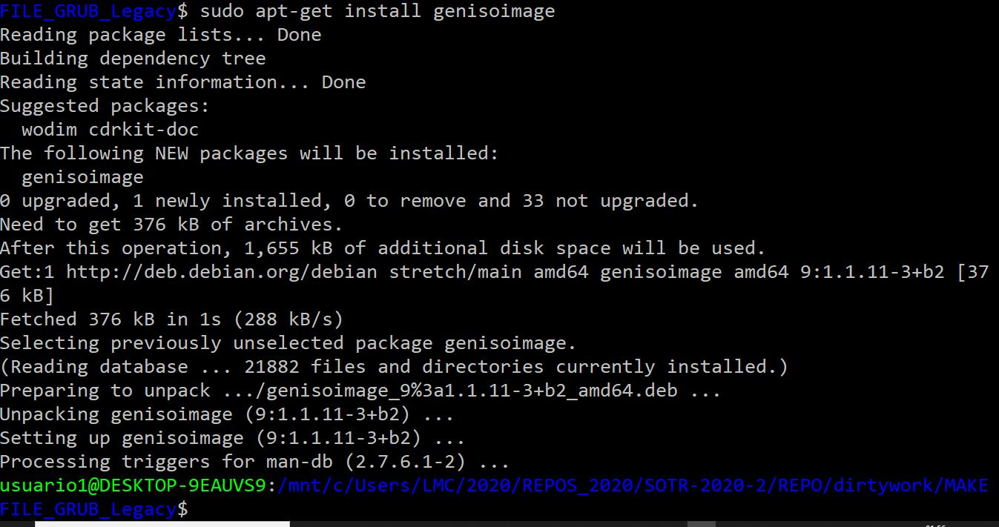 FILE_GRUB_Legacy$ sudo apt-get install genisoimage
Reading package lists... Done
Building dependency tree
Reading state information... Done
Suggested packages:
  wodim cdrkit-doc
The following NEW packages will be installed:
  genisoimage
0 upgraded, 1 newly installed, 0 to remove and 33 not upgraded.
Need to get 376 kB of archives.
After this operation, 1,655 kB of additional disk space will be used.
Get:1 http://deb.debian.org/debian stretch/main amd64 genisoimage amd64 9:1.1.11-3+b2 [37
6 kB]
Fetched 376 kB in 1s (288 kB/s)
Selecting previously unselected package genisoimage.
(Reading database ... 21882 files and directories currently installed.)
Preparing to unpack .../genisoimage_9%3a1.1.11-3+b2_amd64.deb ...
Unpacking genisoimage (9:1.1.11-3+b2) ...
Setting up genisoimage (9:1.1.11-3+b2) ...
Processing triggers for man-db (2.7.6.1-2) ...
usuario1@DESKTOP-9EAUVS9:/mnt/c/Users/LMC/2020/REPOS_2020/SOTR-2020-2/REPO/dirtywork/MAKE
FILE_GRUB_Legacy$